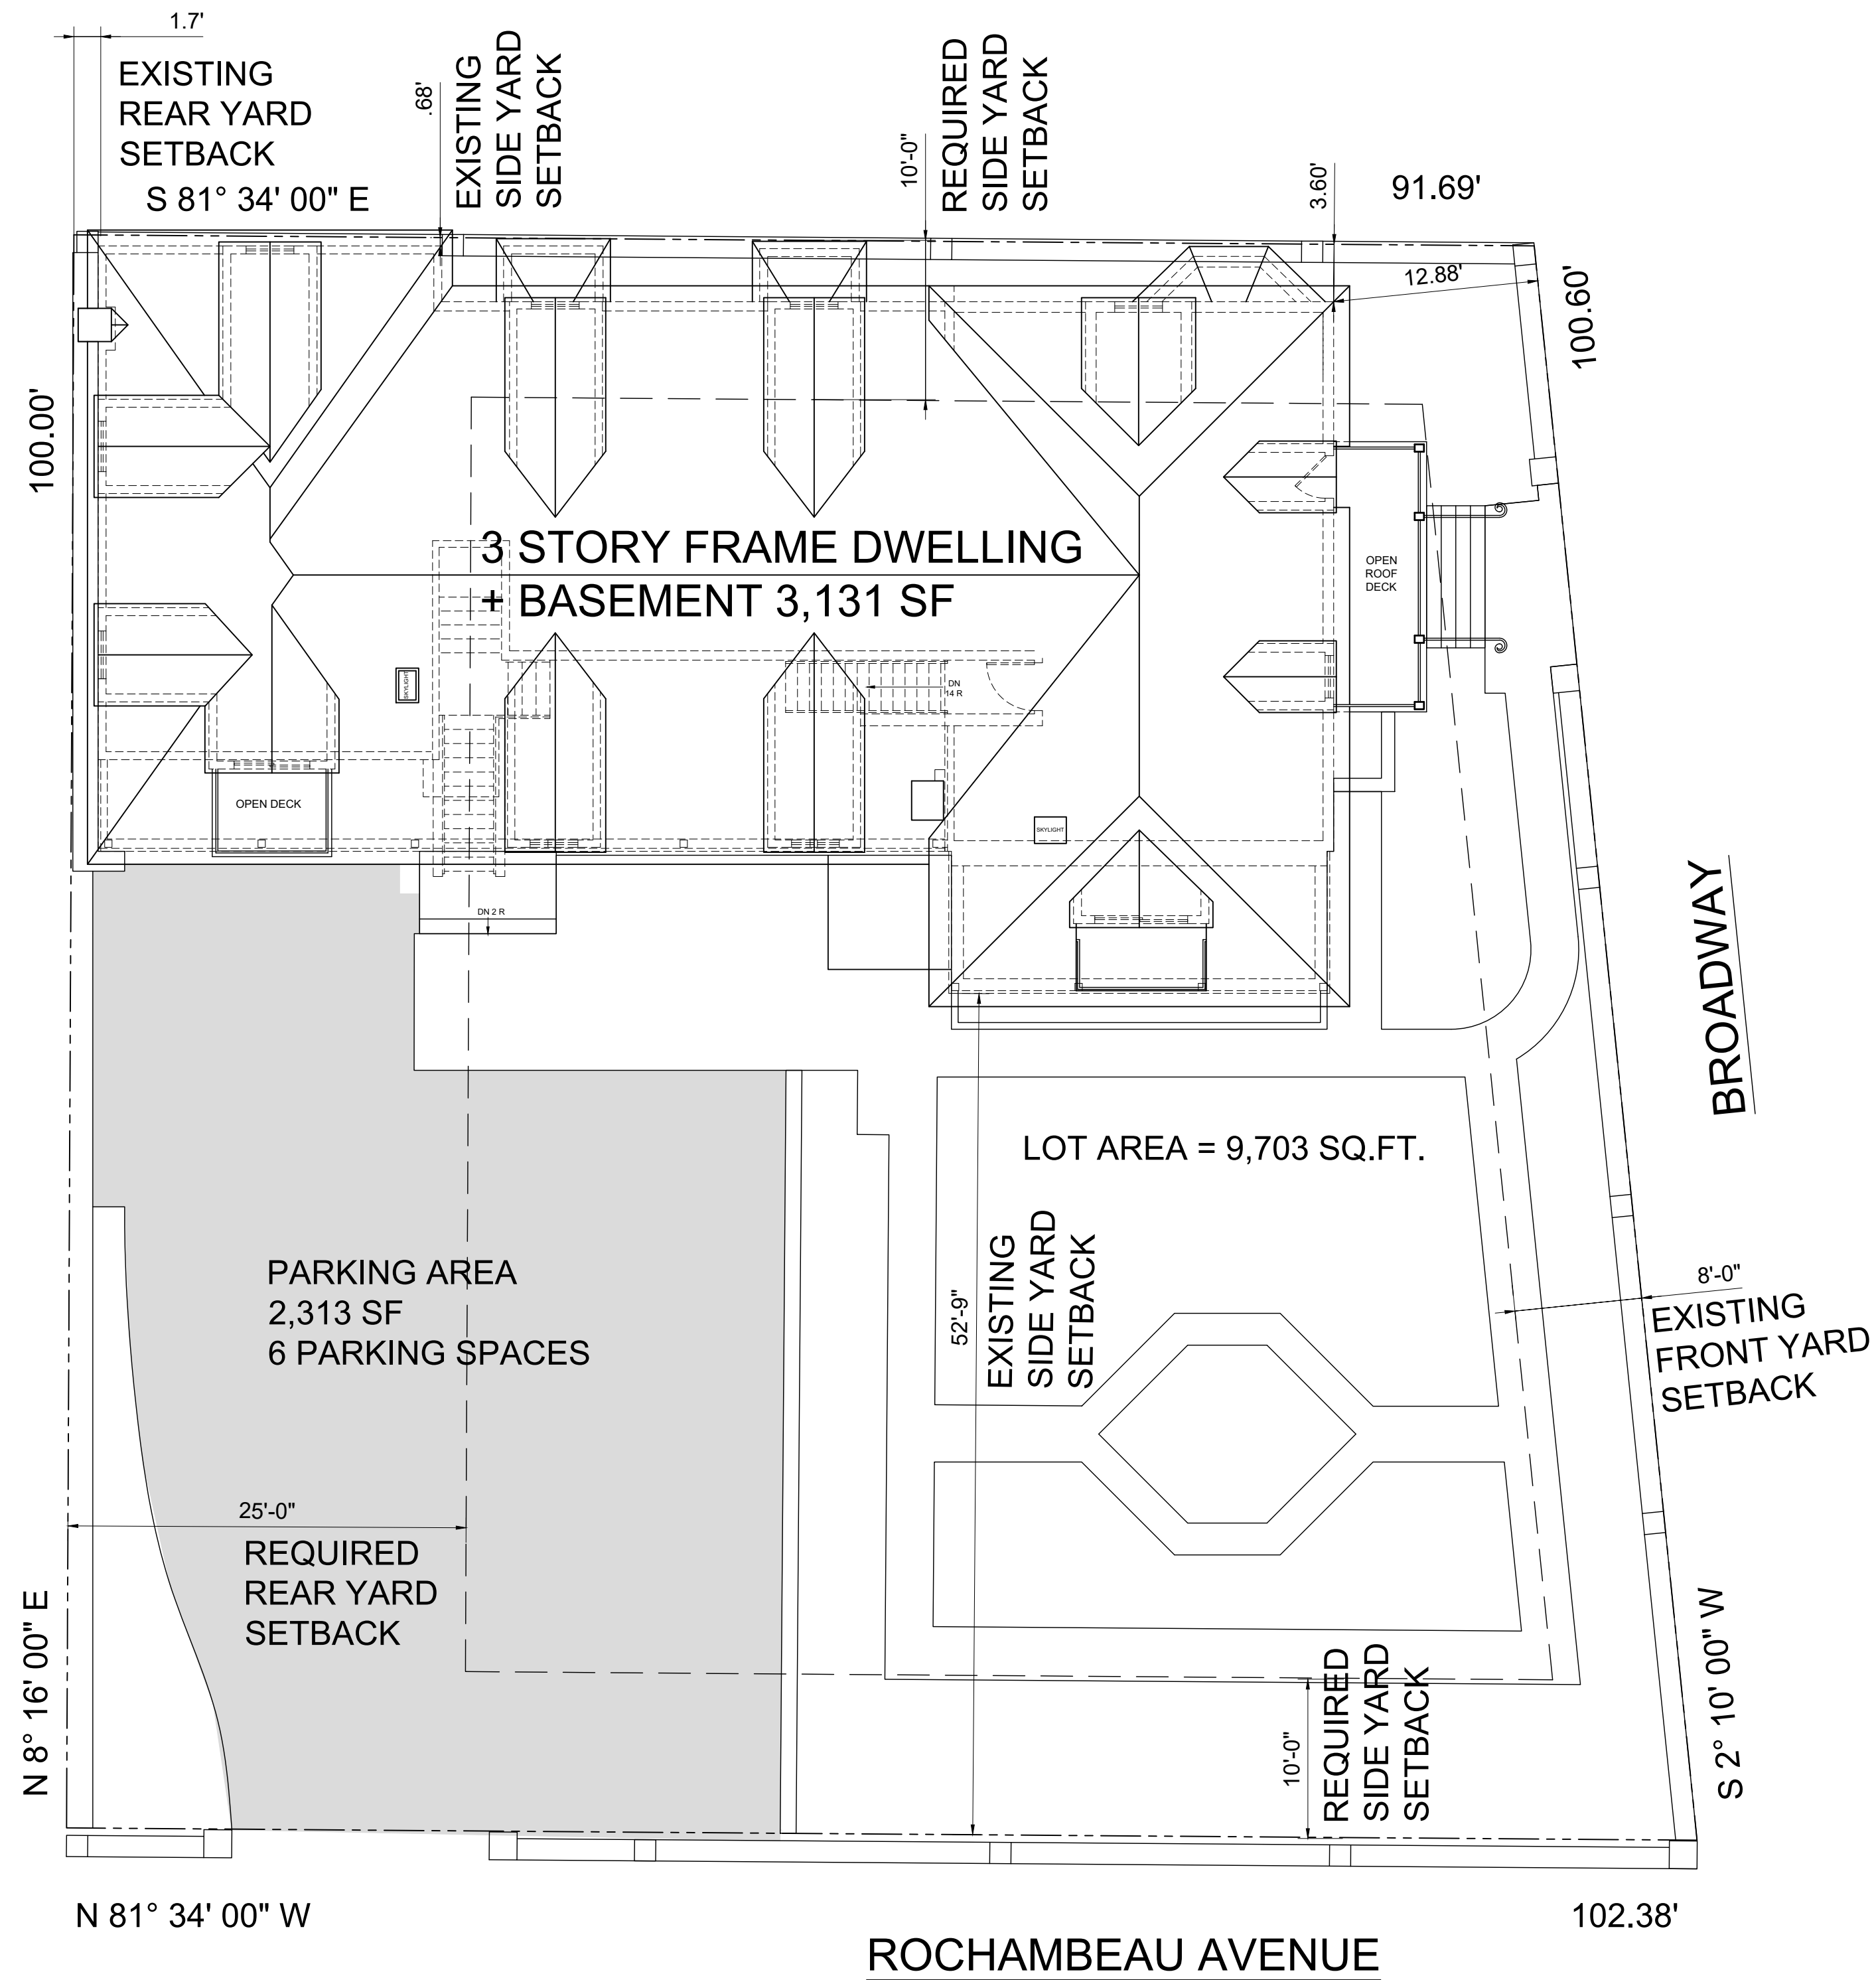 1.7'
EXISTING
REAR YARD
SETBACK
S 81° 34' 00" E
.68'
EXISTING
SIDE YARD
SETBACK
10'-0"
REQUIRED
SIDE YARD
SETBACK
3.60'
91.69'
12.88'
100.60'
100.00'
3 STORY FRAME DWELLING
+ BASEMENT 3,131 SF
OPEN
ROOF
DECK
SKYLIGHT
DN
14 R
OPEN DECK
SKYLIGHT
DN 2 R
BROADWAY
LOT AREA = 9,703 SQ.FT.
PARKING AREA
2,313 SF
6 PARKING SPACES
52'-9"
EXISTING
SIDE YARD
SETBACK
8'-0"
EXISTING
FRONT YARD
SETBACK
25'-0"
REQUIRED
REAR YARD
SETBACK
N 8° 16' 00" E
10'-0"
REQUIRED
SIDE YARD
SETBACK
S 2° 10' 00" W
N 81° 34' 00" W
102.38'
ROCHAMBEAU AVENUE